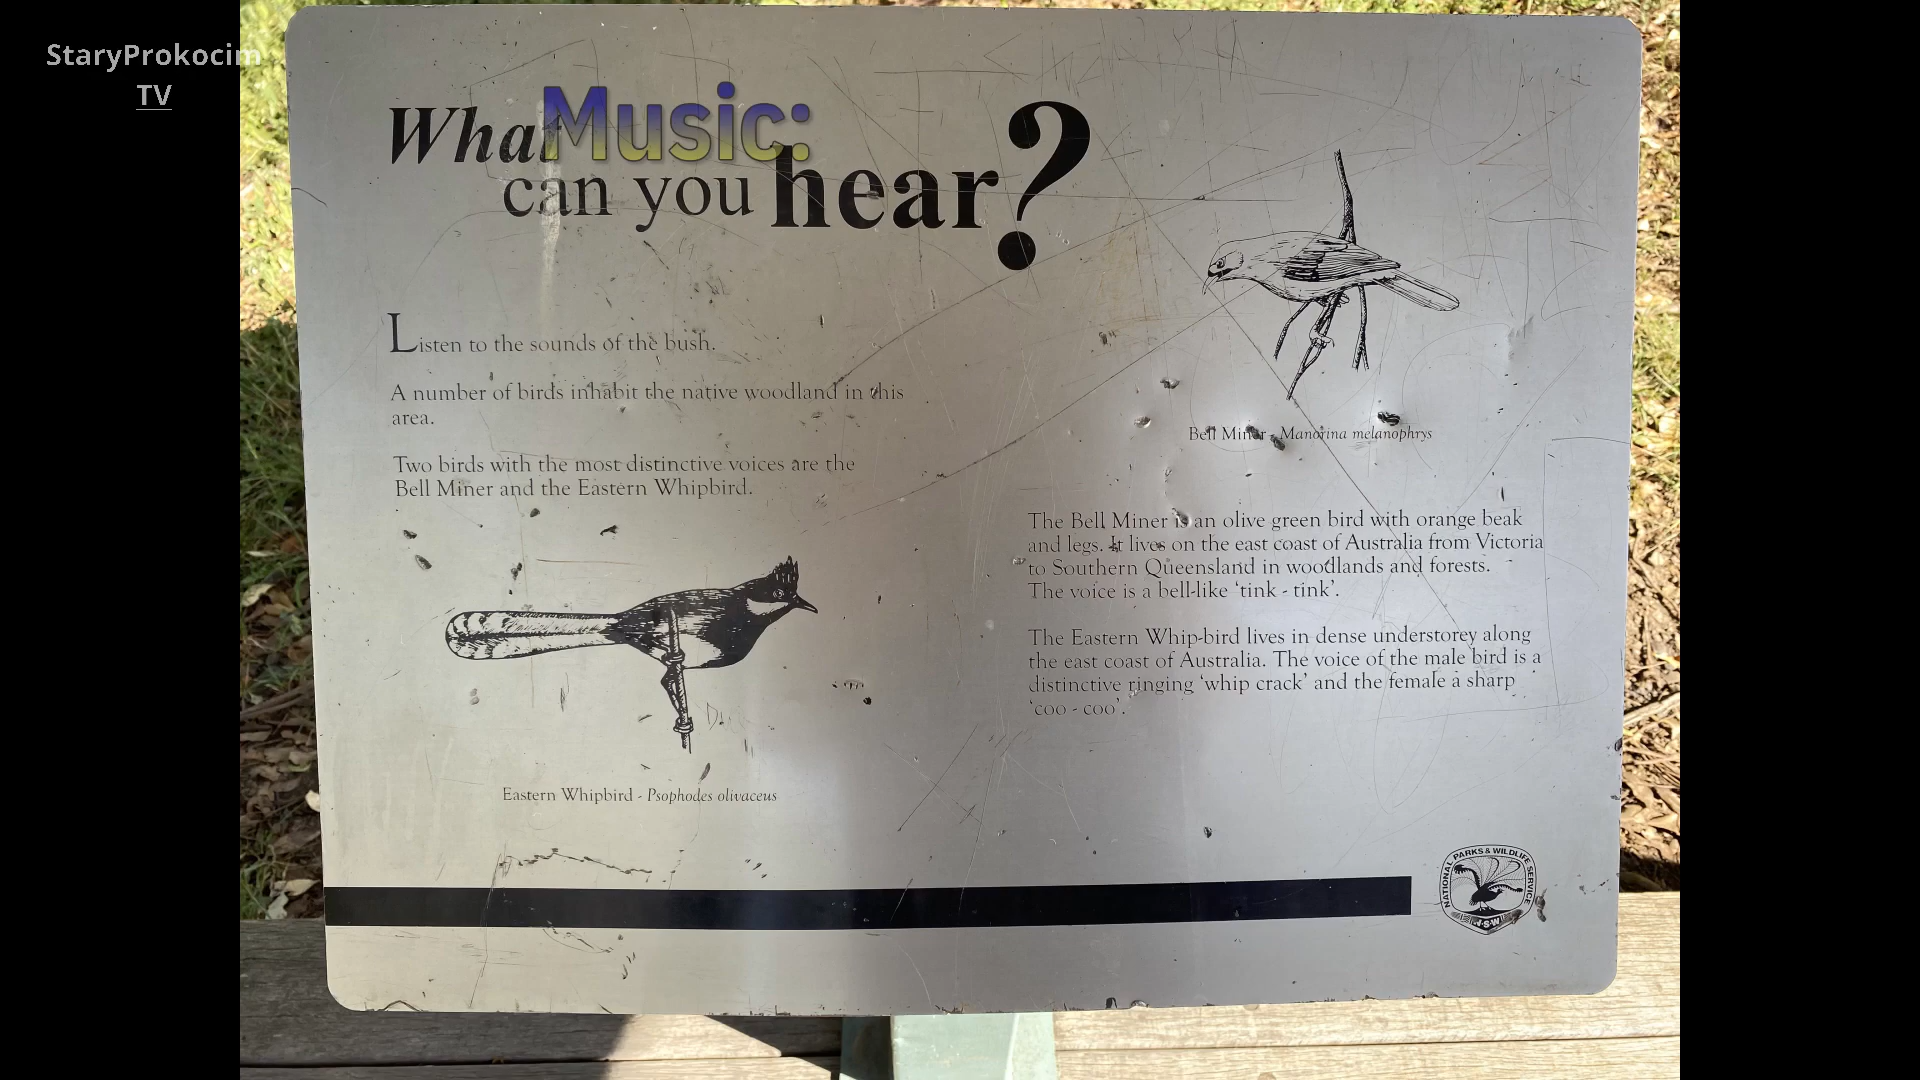 StaryProkocim
TV
What
Music:
can you hear?
Listen to the sounds of the bush.
A number of birds inhabit the native woodland in this
area.
Two birds with the most distinctive voices are the
Bell Miner and the Eastern Whipbird.
Eastern Whipbird - Psophodes olivaceus
Bell Miner - Manorina melanophrys
The Bell Miner is an olive green bird with orange beak
and legs. It lives on the east coast of Australia from Victoria
to Southern Queensland in woodlands and forests.
The voice is a bell-like ‘tink - tink’.
The Eastern Whip-bird lives in dense understorey along
the east coast of Australia. The voice of the male bird is a
distinctive ringing ‘whip crack’ and the female a sharp
‘coo - coo’.
NATIONAL PARKS & WILDLIFE SERVICE